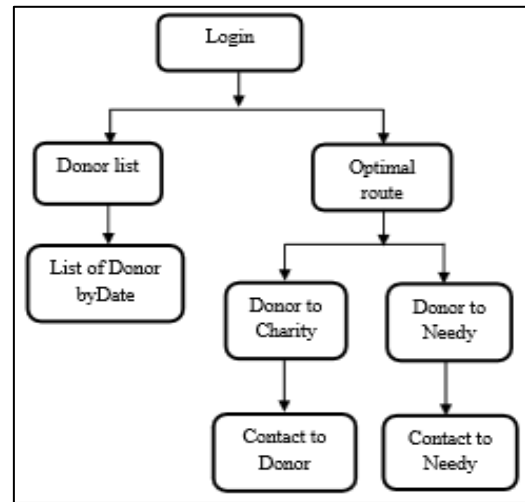 Login
Donor list
Optimal
route
List of Donor
byDate
Donor to
Charity
Donor to
Needy
Contact to
Donor
Contact to
Needy